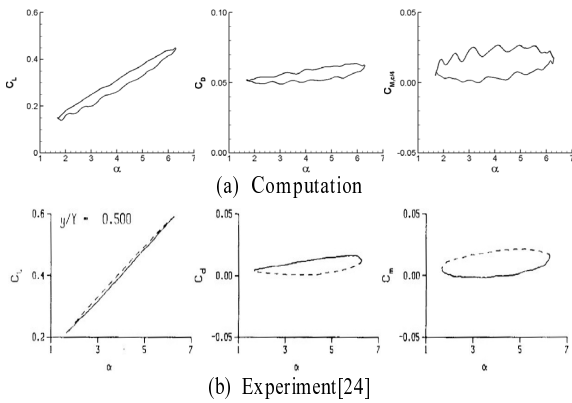 0.6
0.4
0.2
0
C_L
1 2 3 4 5 6 7
α
0.10
0.05
0.00
C_D
1 2 3 4 5 6 7
α
0.05
0.00
-0.05
C_M,c/4
1 2 3 4 5 6 7
α
(a) Computation
0.6
0.4
0.2
y/Y = 0.500
1 3 5 7
α
0.05
0.00
-0.05
C_d
1 3 5 7
α
0.05
0.00
-0.05
C_m
1 3 5 7
α
(b) Experiment[24]